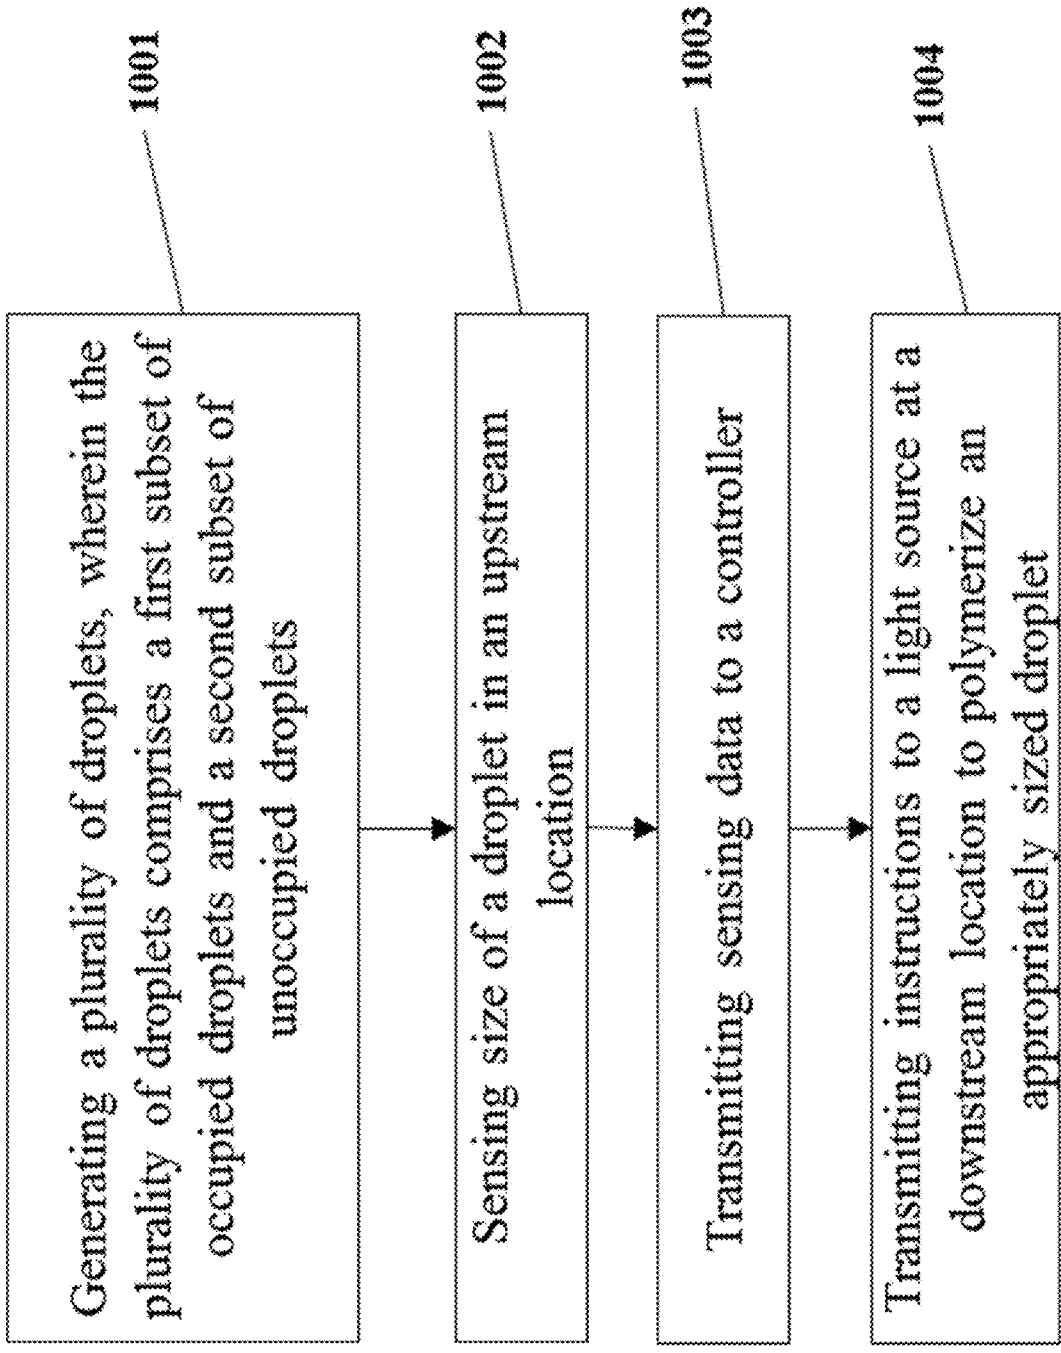 Generating a plurality of droplets, wherein the
plurality of droplets comprises a first subset of
occupied droplets and a second subset of
unoccupied droplets
1001
Sensing size of a droplet in an upstream
location
1002
Transmitting sensing data to a controller
1003
Transmitting instructions to a light source at a
downstream location to polymerize an
appropriately sized droplet
1004